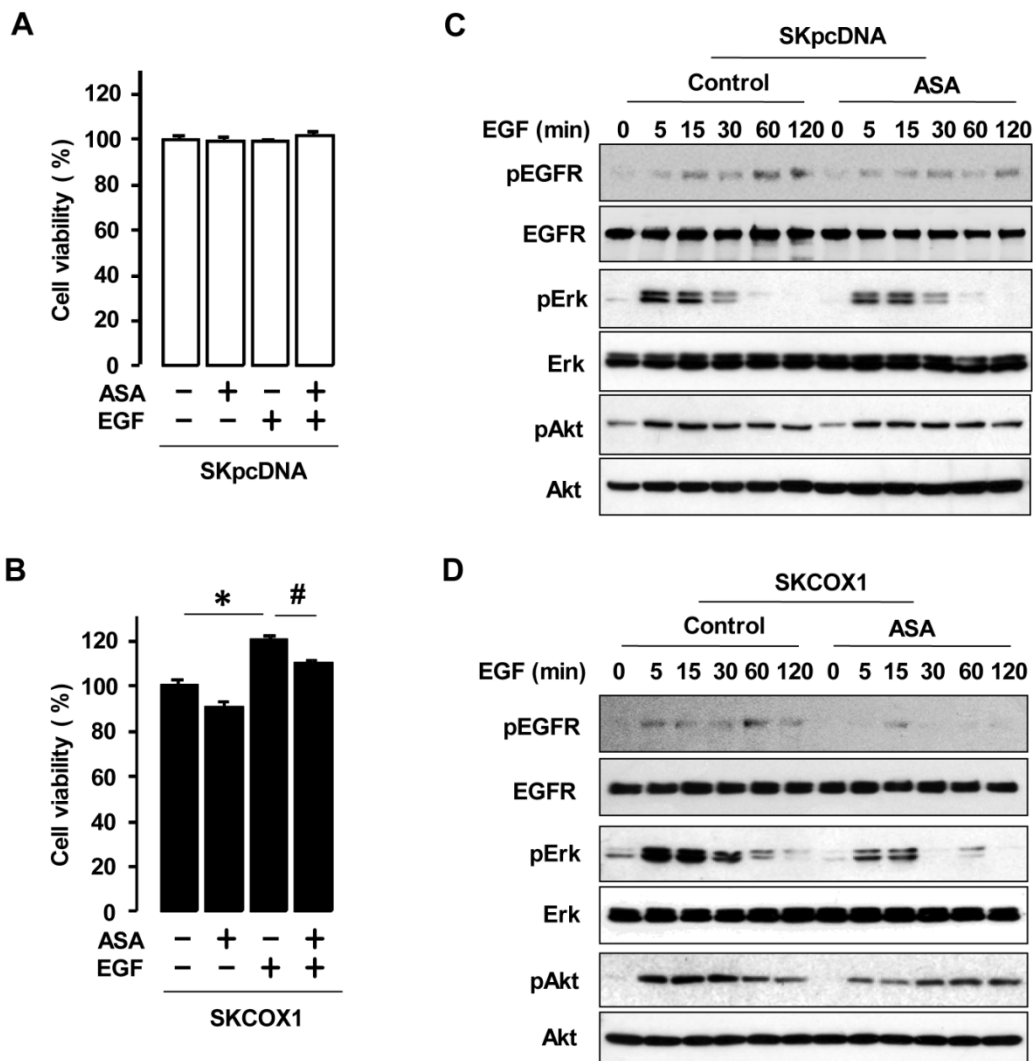 A
Cell viability ( %)
120
100
80
60
40
20
0
ASA − + − +
EGF − − + +
SKpcDNA
B
* #
Cell viability ( %)
120
100
80
60
40
20
0
ASA − + − +
EGF − − + +
SKCOX1
C
SKpcDNA
Control ASA
EGF (min) 0 5 15 30 60 120 0 5 15 30 60 120
pEGFR
EGFR
pErk
Erk
pAkt
Akt
D
SKCOX1
Control ASA
EGF (min) 0 5 15 30 60 120 0 5 15 30 60 120
pEGFR
EGFR
pErk
Erk
pAkt
Akt